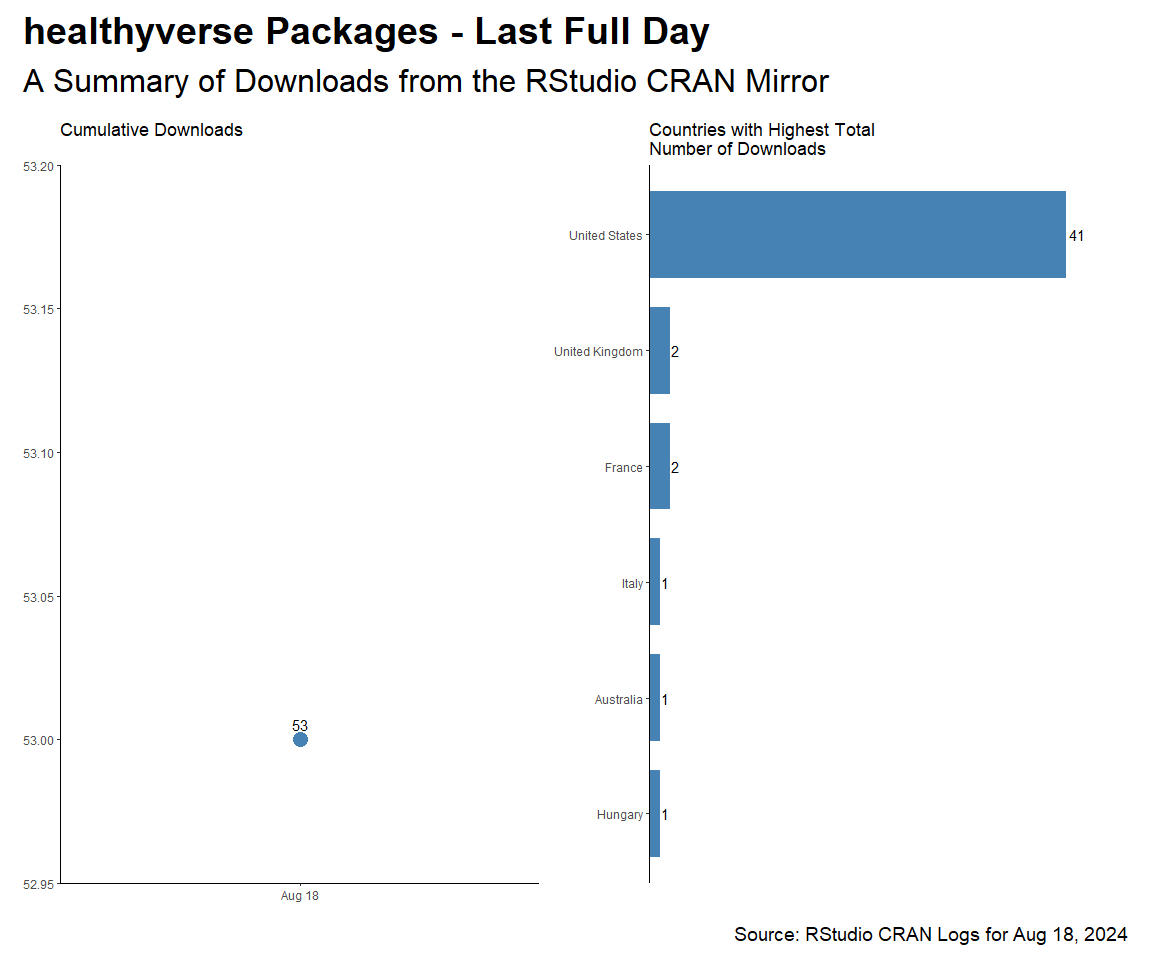 healthyverse Packages - Last Full Day
A Summary of Downloads from the RStudio CRAN Mirror
Cumulative Downloads
53.20
53.15
53.10
53.05
53.00
52.95
53
Aug 18
Countries with Highest Total
Number of Downloads
United States
41
United Kingdom
2
France
2
Italy
1
Australia
1
Hungary
1
Source: RStudio CRAN Logs for Aug 18, 2024